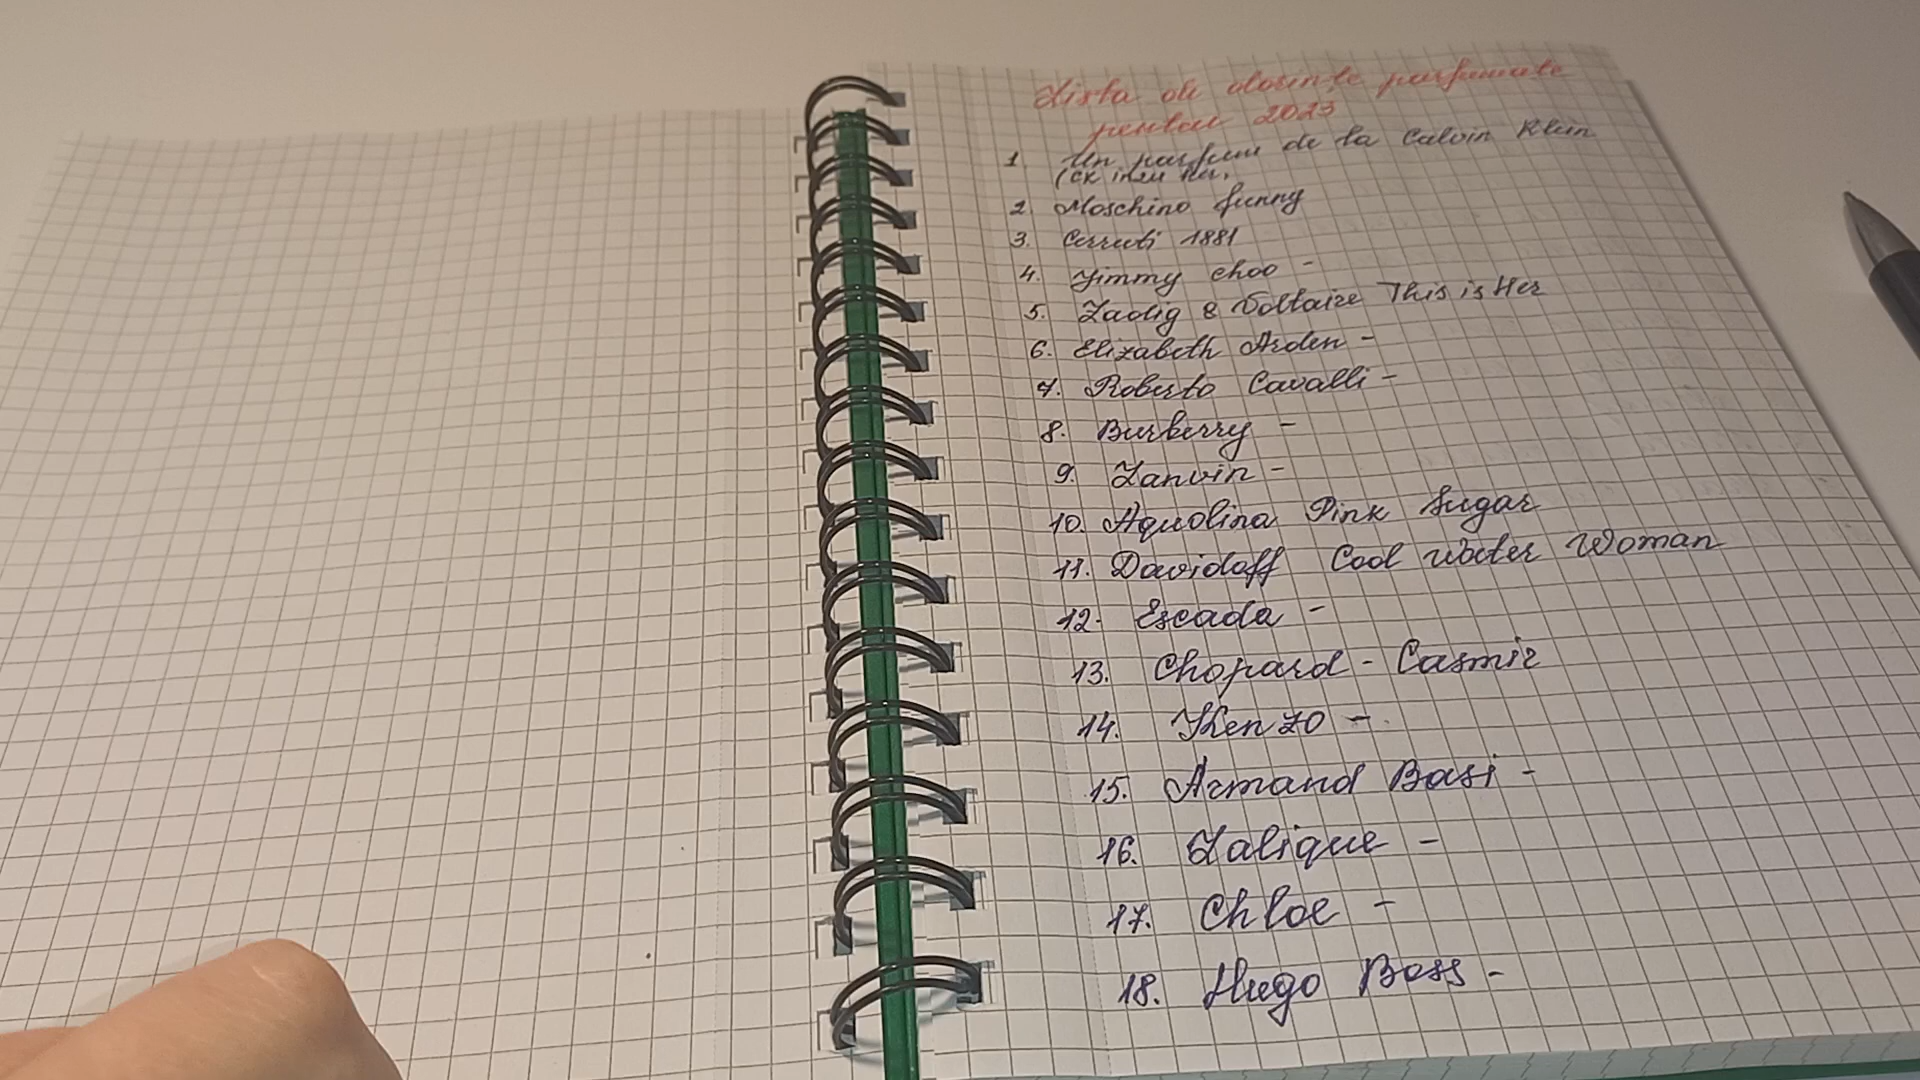 Lista de dorințe parfumate
pentru 2023
1. Un parfum de la Calvin Klein
(CK in2u her,
2. Moschino funny
3. Cerruti 1881
4. Jimmy choo -
5. Zadig & Voltaire This is Her
6. Elizabeth Arden -
7. Roberto Cavalli -
8. Burberry -
9. Lanvin -
10. Aquolina Pink Sugar
11. Davidoff Cool Water Woman
12. Escada -
13. Chopard - Casmir
14. Kenzo -
15. Armand Basi -
16. Lalique -
17. Chloe -
18. Hugo Boss -